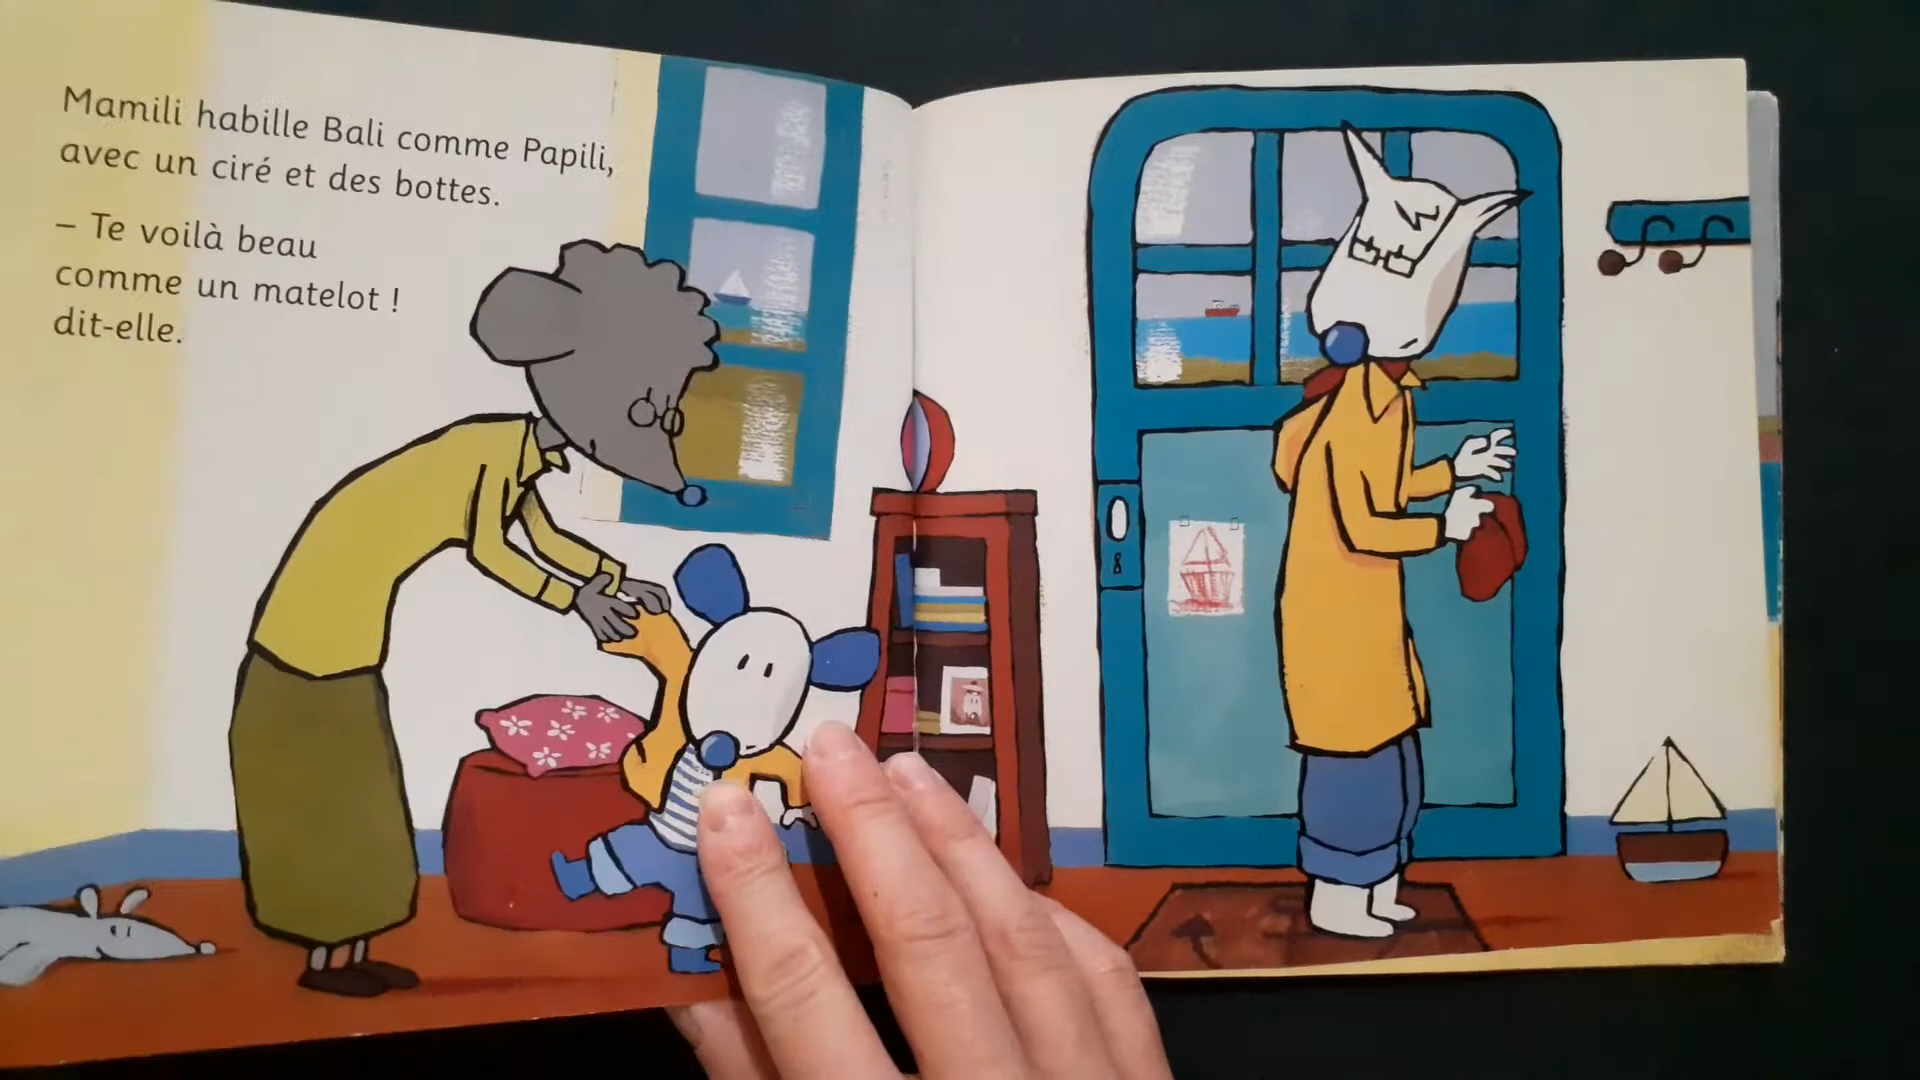 Mamili habille Bali comme Papili,
avec un ciré et des bottes.
– Te voilà beau
comme un matelot !
dit-elle.